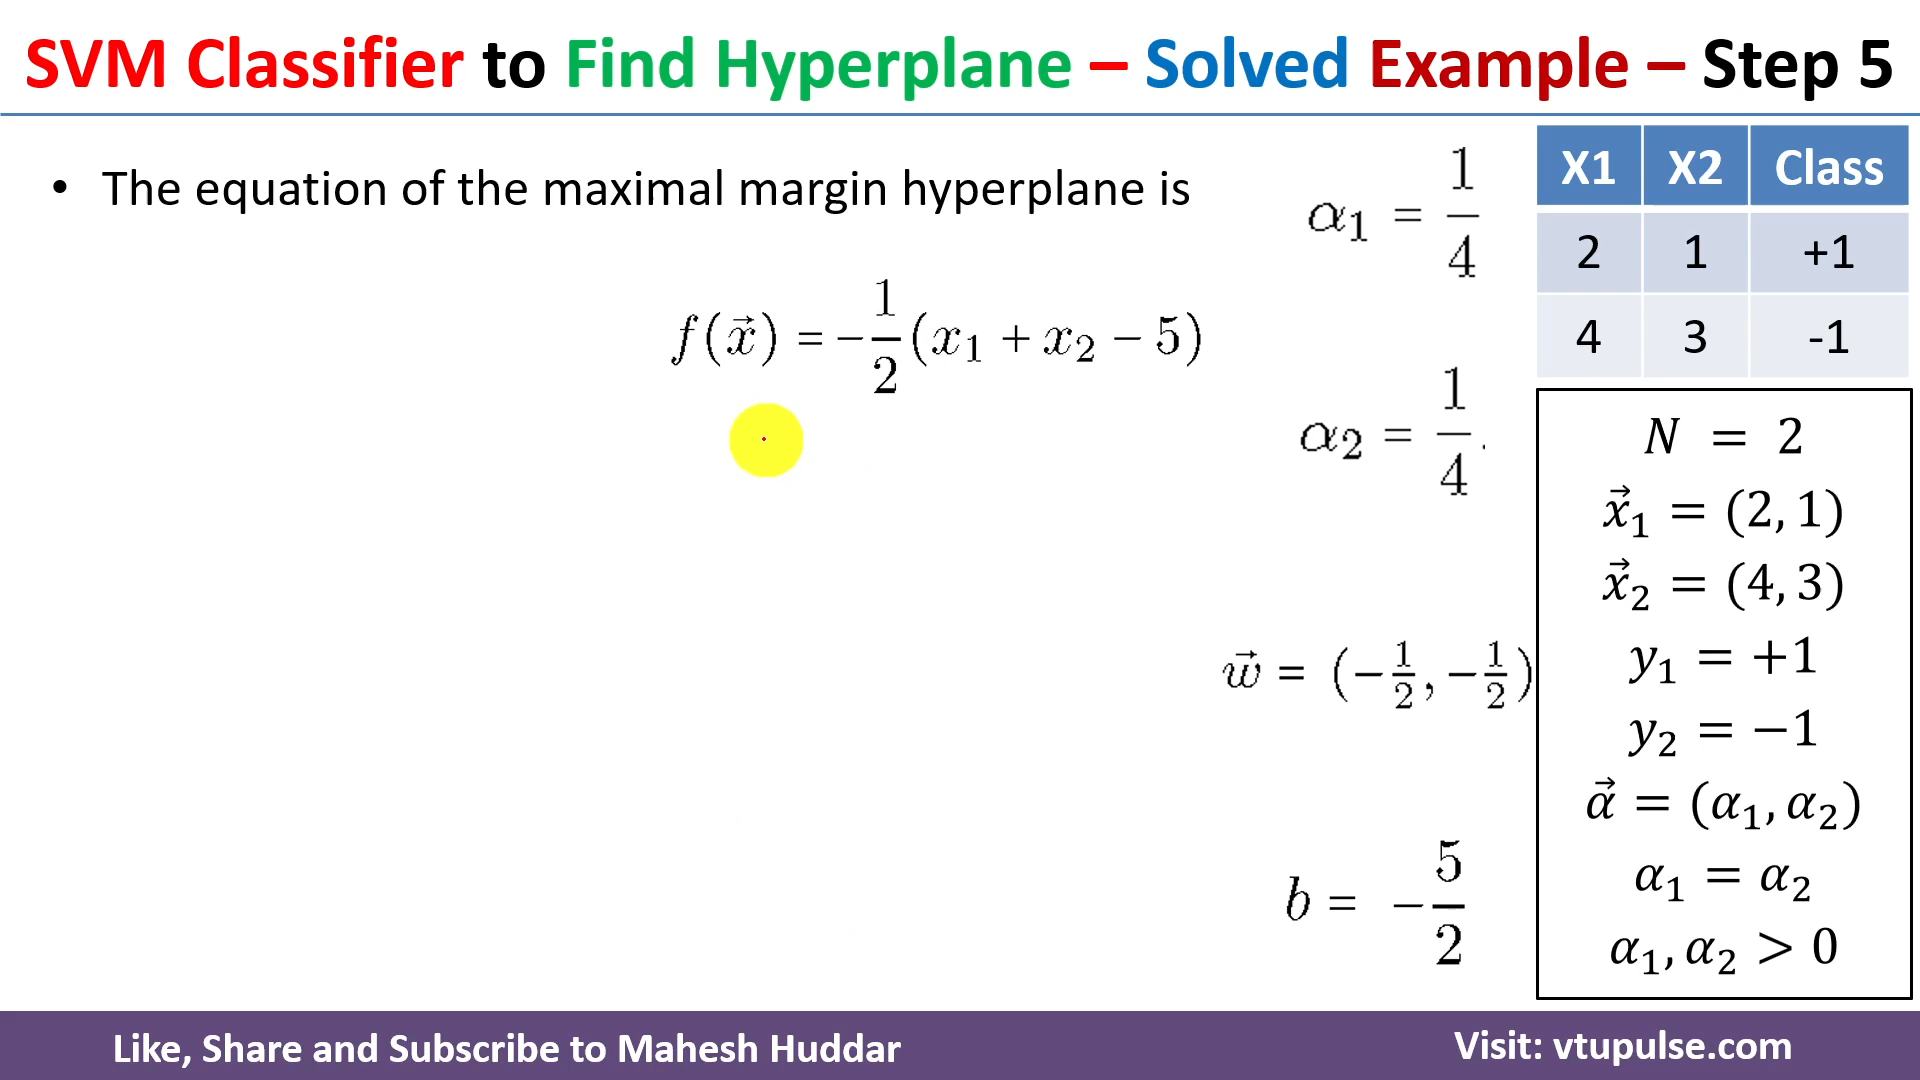 SVM Classifier to Find Hyperplane – Solved Example – Step 5
• The equation of the maximal margin hyperplane is
f(x⃗) = −1/2(x₁ + x₂ − 5)
α₁ = 1/4
α₂ = 1/4.
w⃗ = (−1/2, −1/2)
b = −5/2
X1 X2 Class
2 1 +1
4 3 -1
N = 2
x⃗₁ = (2, 1)
x⃗₂ = (4, 3)
y₁ = +1
y₂ = −1
α⃗ = (α₁, α₂)
α₁ = α₂
α₁, α₂ > 0
Like, Share and Subscribe to Mahesh Huddar
Visit: vtupulse.com